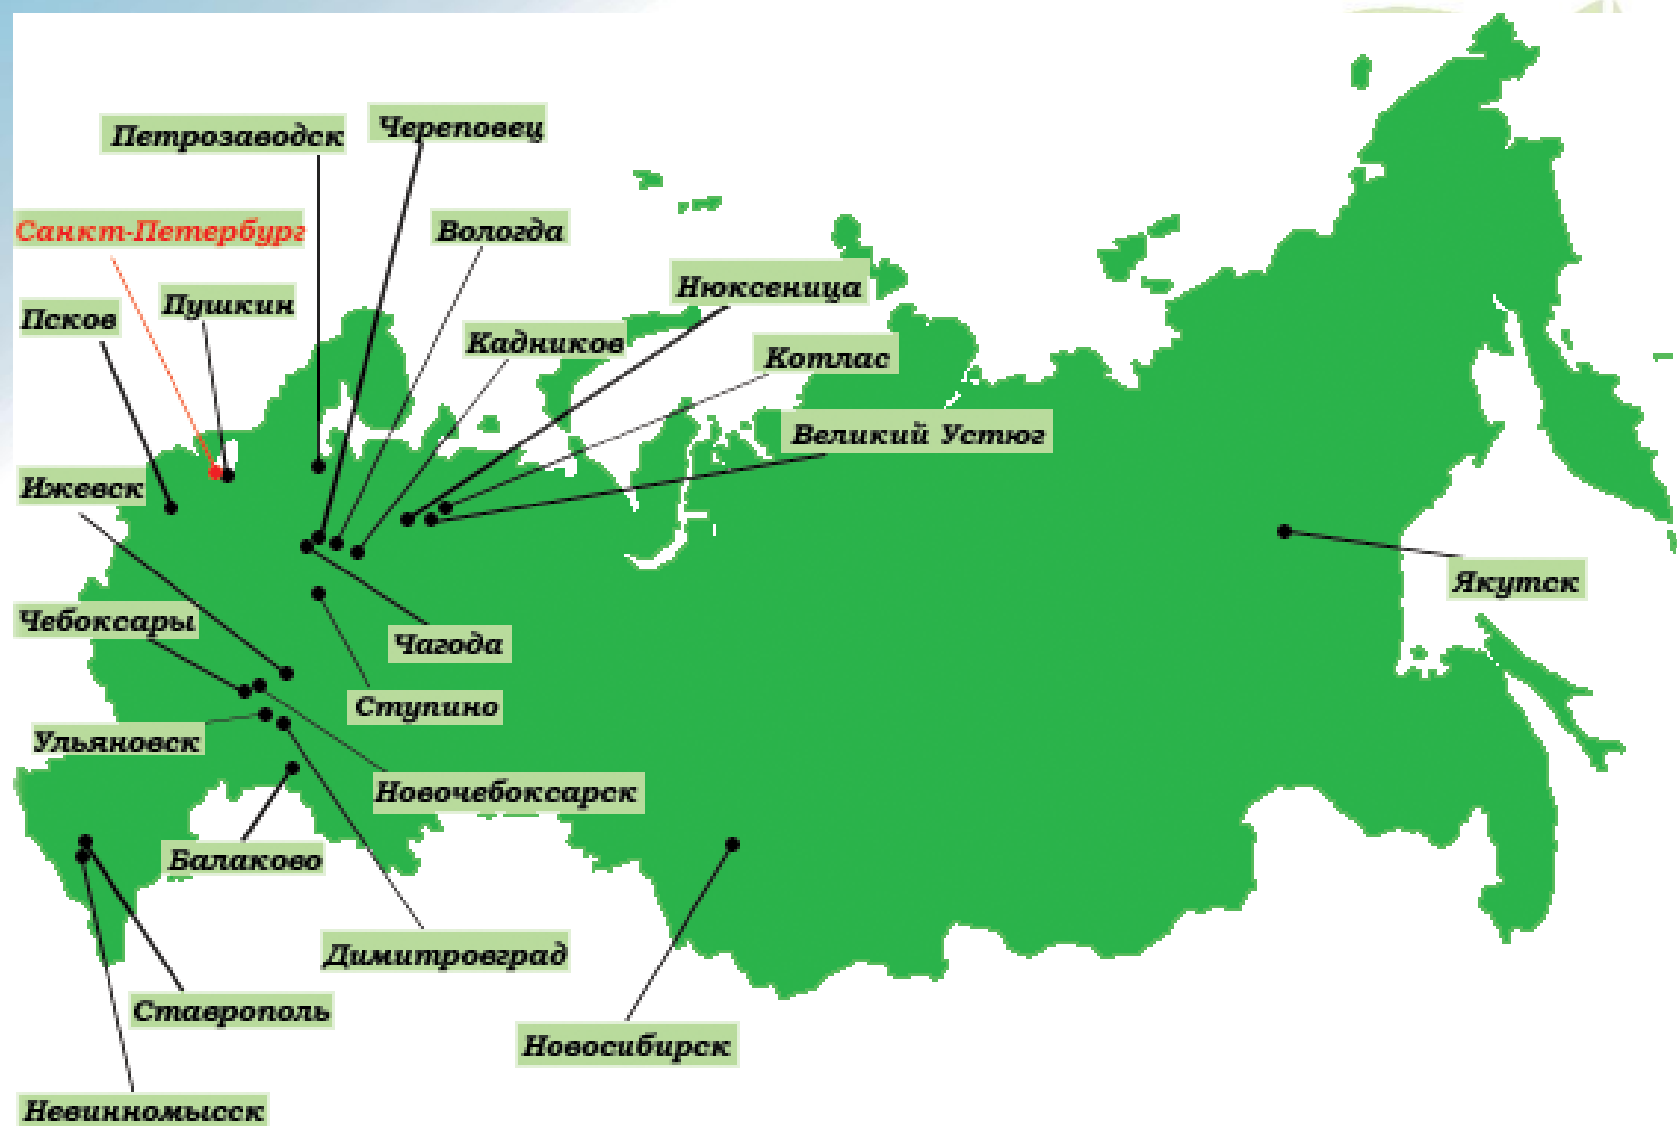 Череповец
Петрозаводск
Санкт-Петербург
Вологда
Нюксеница
Пушкин
Псков
Кадников
Котлас
Великий Устюг
Ижевск
Якутск
Чебоксары
Чагода
Ступино
Ульяновск
Новочебоксарск
Балаково
Димитровград
Ставрополь
Новосибирск
Невинномысск